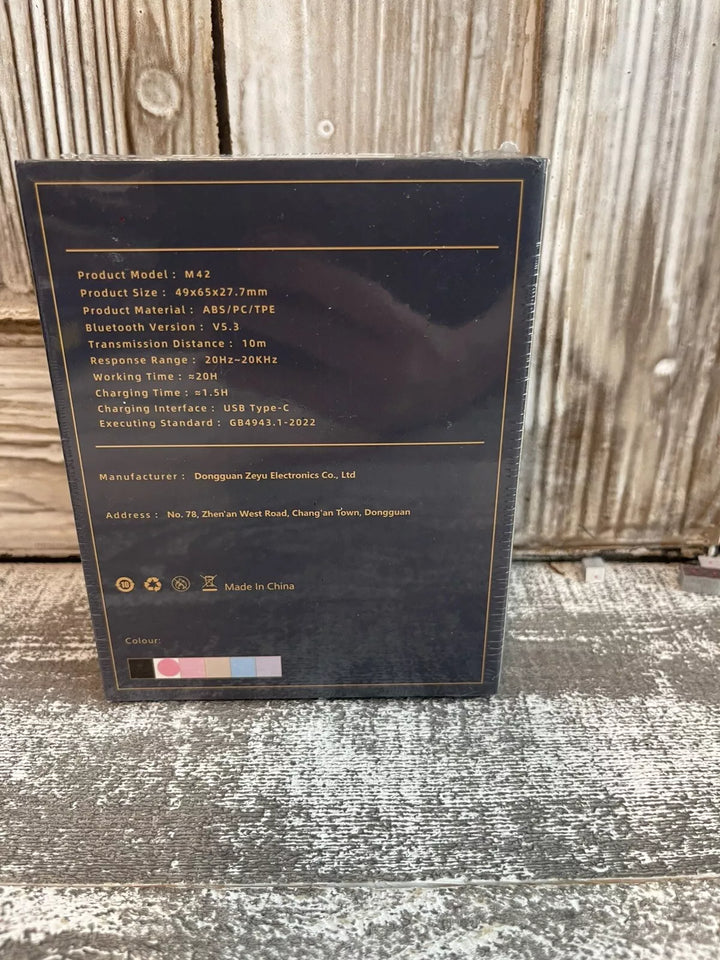 Product Model : M42
Product Size : 49x65x27.7mm
Product Material : ABS/PC/TPE
Bluetooth Version : V5.3
Transmission Distance : 10m
Response Range : 20Hz~20KHz
Working Time : ≈20H
Charging Time : ≈1.5H
Charging Interface : USB Type-C
Executing Standard : GB4943.1-2022
Manufacturer : Dongguan Zeyu Electronics Co., Ltd
Address : No. 78, Zhen'an West Road, Chang'an Town, Dongguan
10 Made In China
Colour: